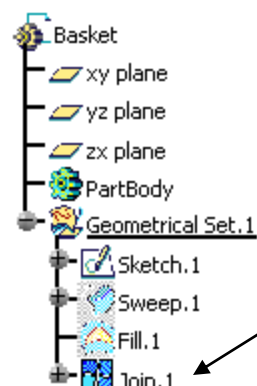 Basket
xy plane
yz plane
zx plane
PartBody
Geometrical Set.1
Sketch.1
Sweep.1
Fill.1
Join.1